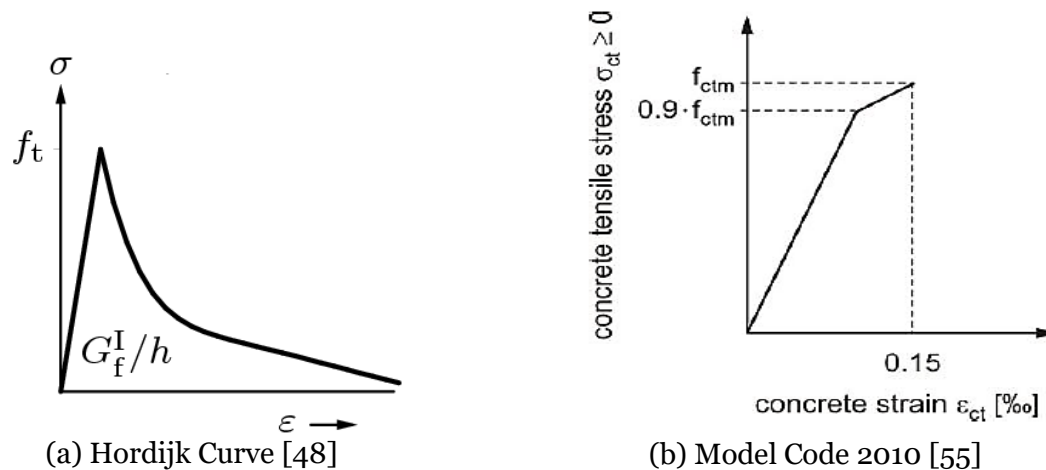 σ
f_t
G_f^I/h
ε
(a) Hordijk Curve [48]
concrete tensile stress σ_ct ≥ 0
f_ctm
0.9·f_ctm
0.15
concrete strain ε_ct [‰]
(b) Model Code 2010 [55]